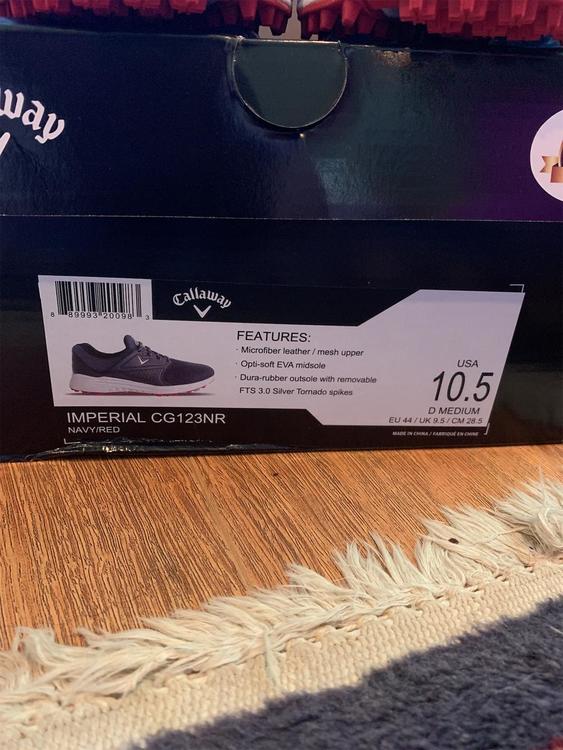 way
8 89993 20098 3
Callaway
FEATURES:
· Microfiber leather / mesh upper
· Opti-soft EVA midsole
· Dura-rubber outsole with removable
FTS 3.0 Silver Tornado spikes
USA
10.5
D MEDIUM
EU 44 / UK 9.5 / CM 28.5
MADE IN CHINA / FABRIQUÉ EN CHINE
IMPERIAL CG123NR
NAVY/RED